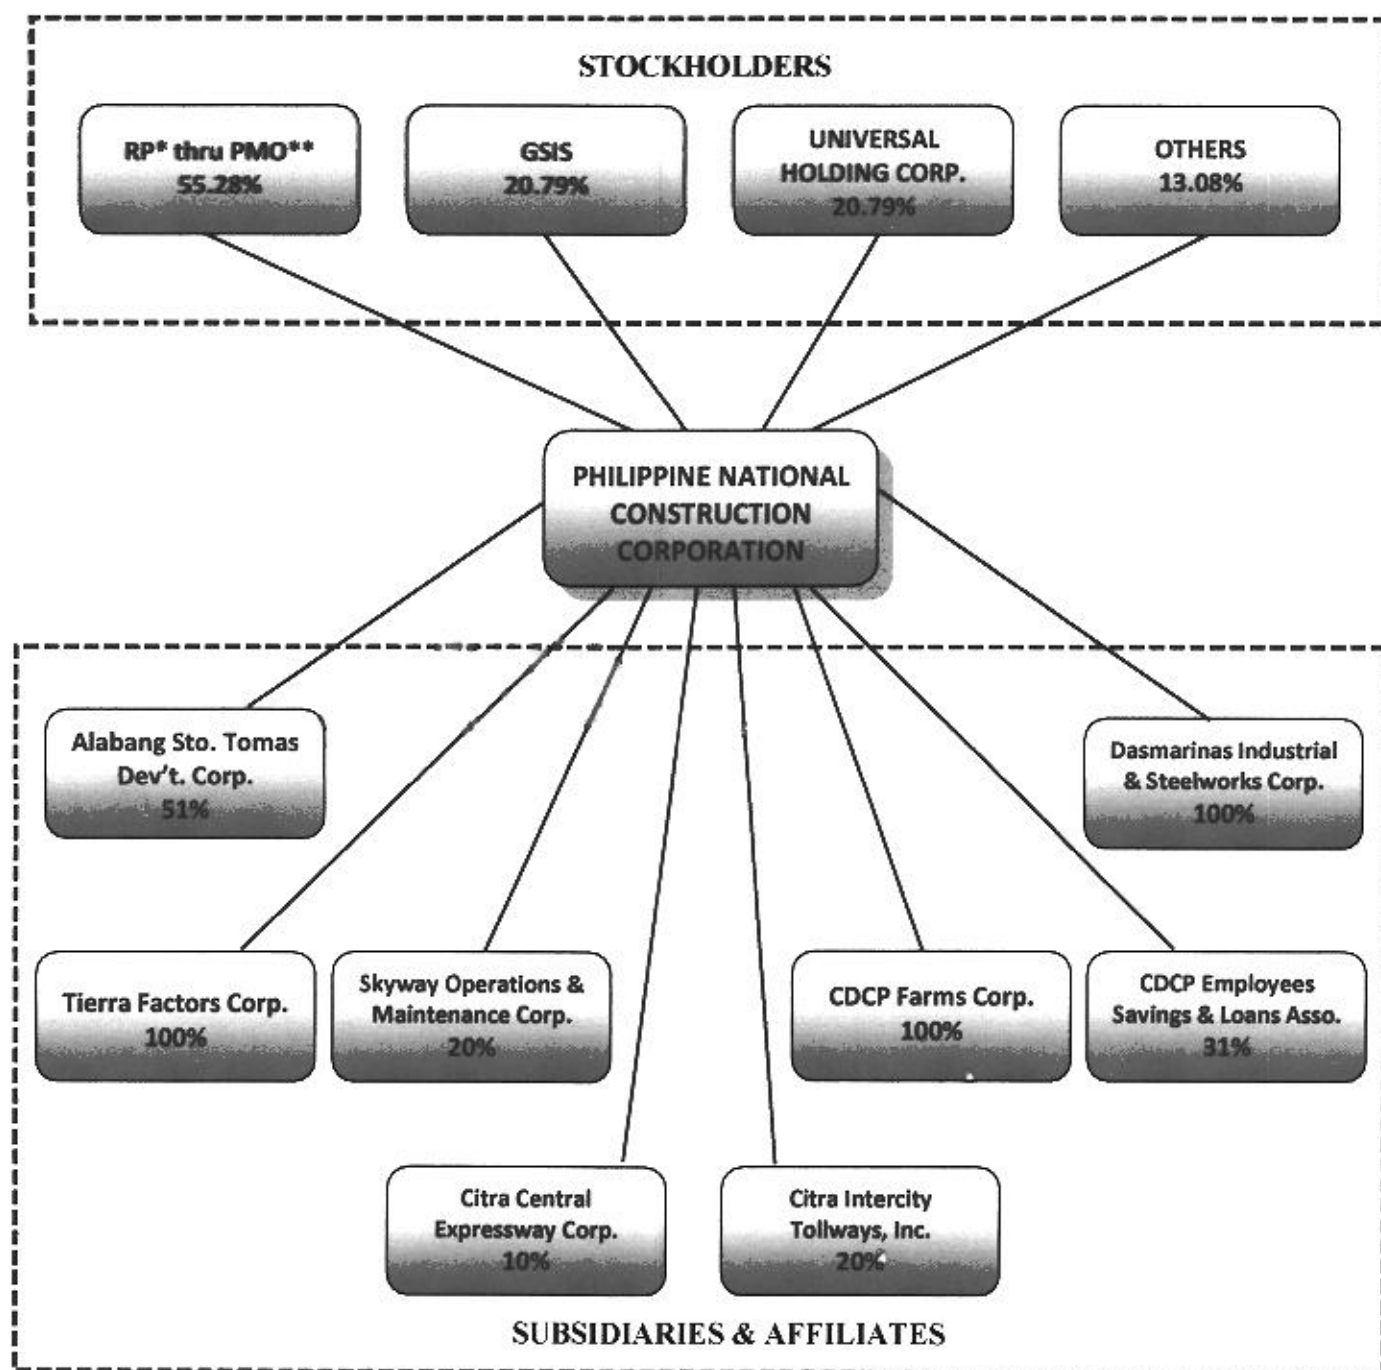 STOCKHOLDERS
RP* thru PMO**
55.28%
GSIS
20.79%
UNIVERSAL
HOLDING CORP.
20.79%
OTHERS
13.08%
PHILIPPINE NATIONAL
CONSTRUCTION
CORPORATION
Alabang Sto. Tomas
Dev't. Corp.
51%
Dasmarinas Industrial
& Steelworks Corp.
100%
Tierra Factors Corp.
100%
Skyway Operations &
Maintenance Corp.
20%
CDCP Farms Corp.
100%
CDCP Employees
Savings & Loans Asso.
31%
Citra Central
Expressway Corp.
10%
Citra Intercity
Tollways, Inc.
20%
SUBSIDIARIES & AFFILIATES